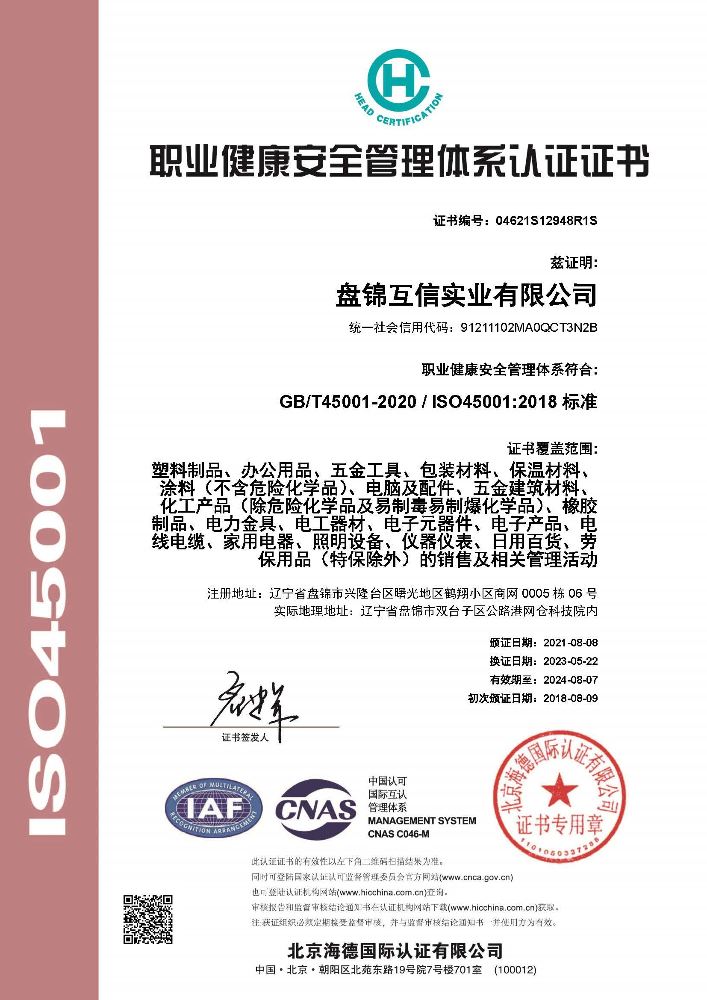 HEAD CERTIFICATION
职业健康安全管理体系认证证书
证书编号：04621S12948R1S
兹证明:
盘锦互信实业有限公司
统一社会信用代码：91211102MA0QCT3N2B
职业健康安全管理体系符合:
GB/T45001-2020 / ISO45001:2018 标准
证书覆盖范围:
塑料制品、办公用品、五金工具、包装材料、保温材料、
涂料（不含危险化学品）、电脑及配件、五金建筑材料、
化工产品（除危险化学品及易制毒易制爆化学品）、橡胶
制品、电力金具、电工器材、电子元器件、电子产品、电
线电缆、家用电器、照明设备、仪器仪表、日用百货、劳
保用品（特保除外）的销售及相关管理活动
注册地址：辽宁省盘锦市兴隆台区曙光地区鹤翔小区商网 0005 栋 06 号
实际地理地址：辽宁省盘锦市双台子区公路港网仓科技院内
颁证日期：2021-08-08
换证日期：2023-05-22
有效期至：2024-08-07
初次颁证日期：2018-08-09
证书签发人
ISO45001
MEMBER OF MULTILATERAL
IAF
RECOGNITION ARRANGEMENT
CNAS
中国认可
国际互认
管理体系
MANAGEMENT SYSTEM
CNAS C046-M
北京海德国际认证有限公司
证书专用章
1101050337288
此认证证书的有效性以左下角二维码扫描结果为准。
同时可登陆国家认证认可监督管理委员会官方网站(www.cnca.gov.cn)
也可登陆认证机构网站(www.hicchina.com.cn)查询。
审核报告和监督审核结论通知书在认证机构网站下载(www.hicchina.com.cn)获取。
注:获证组织必须定期接受监督审核，并与监督审核结论通知书一并使用方为有效。
北京海德国际认证有限公司
中国·北京·朝阳区北苑东路19号院7号楼701室 (100012)